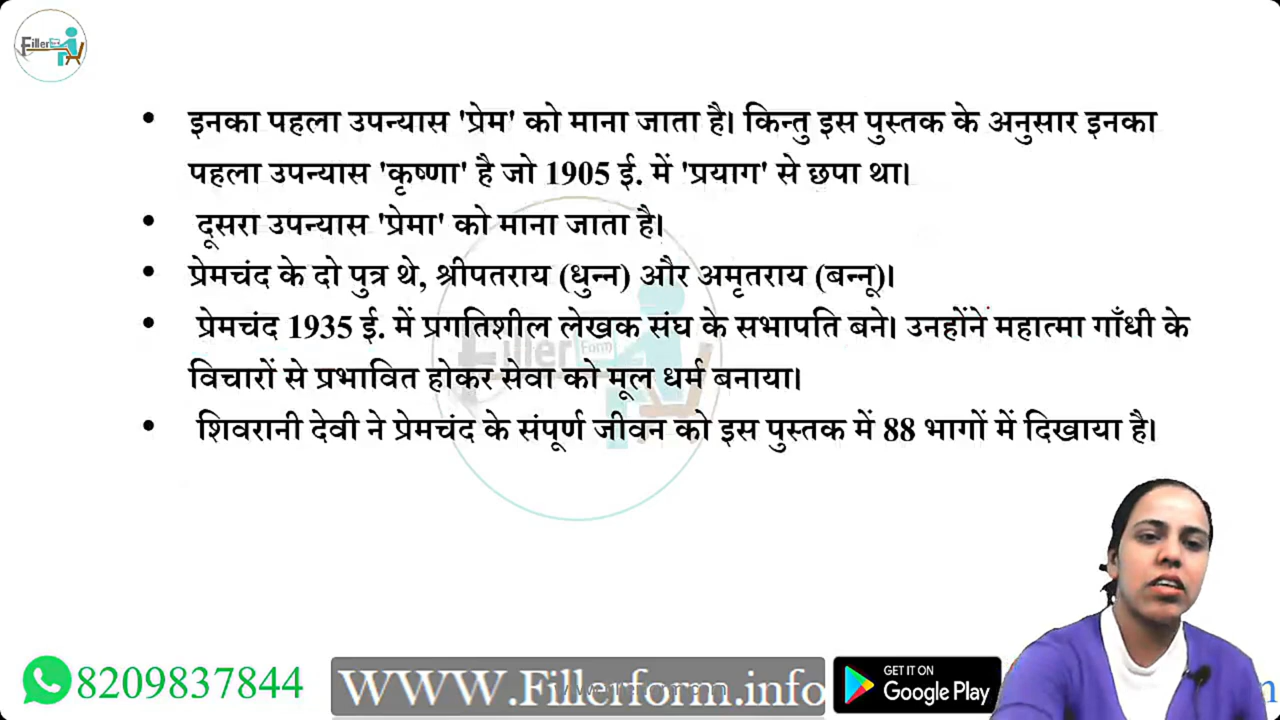 Fillerform
• इनका पहला उपन्यास 'प्रेम' को माना जाता है। किन्तु इस पुस्तक के अनुसार इनका
पहला उपन्यास 'कृष्णा' है जो 1905 ई. में 'प्रयाग' से छपा था।
• दूसरा उपन्यास 'प्रेमा' को माना जाता है।
• प्रेमचंद के दो पुत्र थे, श्रीपतराय (धुन्न) और अमृतराय (बन्नू)।
• प्रेमचंद 1935 ई. में प्रगतिशील लेखक संघ के सभापति बने। उनहोंने महात्मा गाँधी के
विचारों से प्रभावित होकर सेवा को मूल धर्म बनाया।
• शिवरानी देवी ने प्रेमचंद के संपूर्ण जीवन को इस पुस्तक में 88 भागों में दिखाया है।
Filler Form
8209837844
www.Fillerform.info
GET IT ON
Google Play